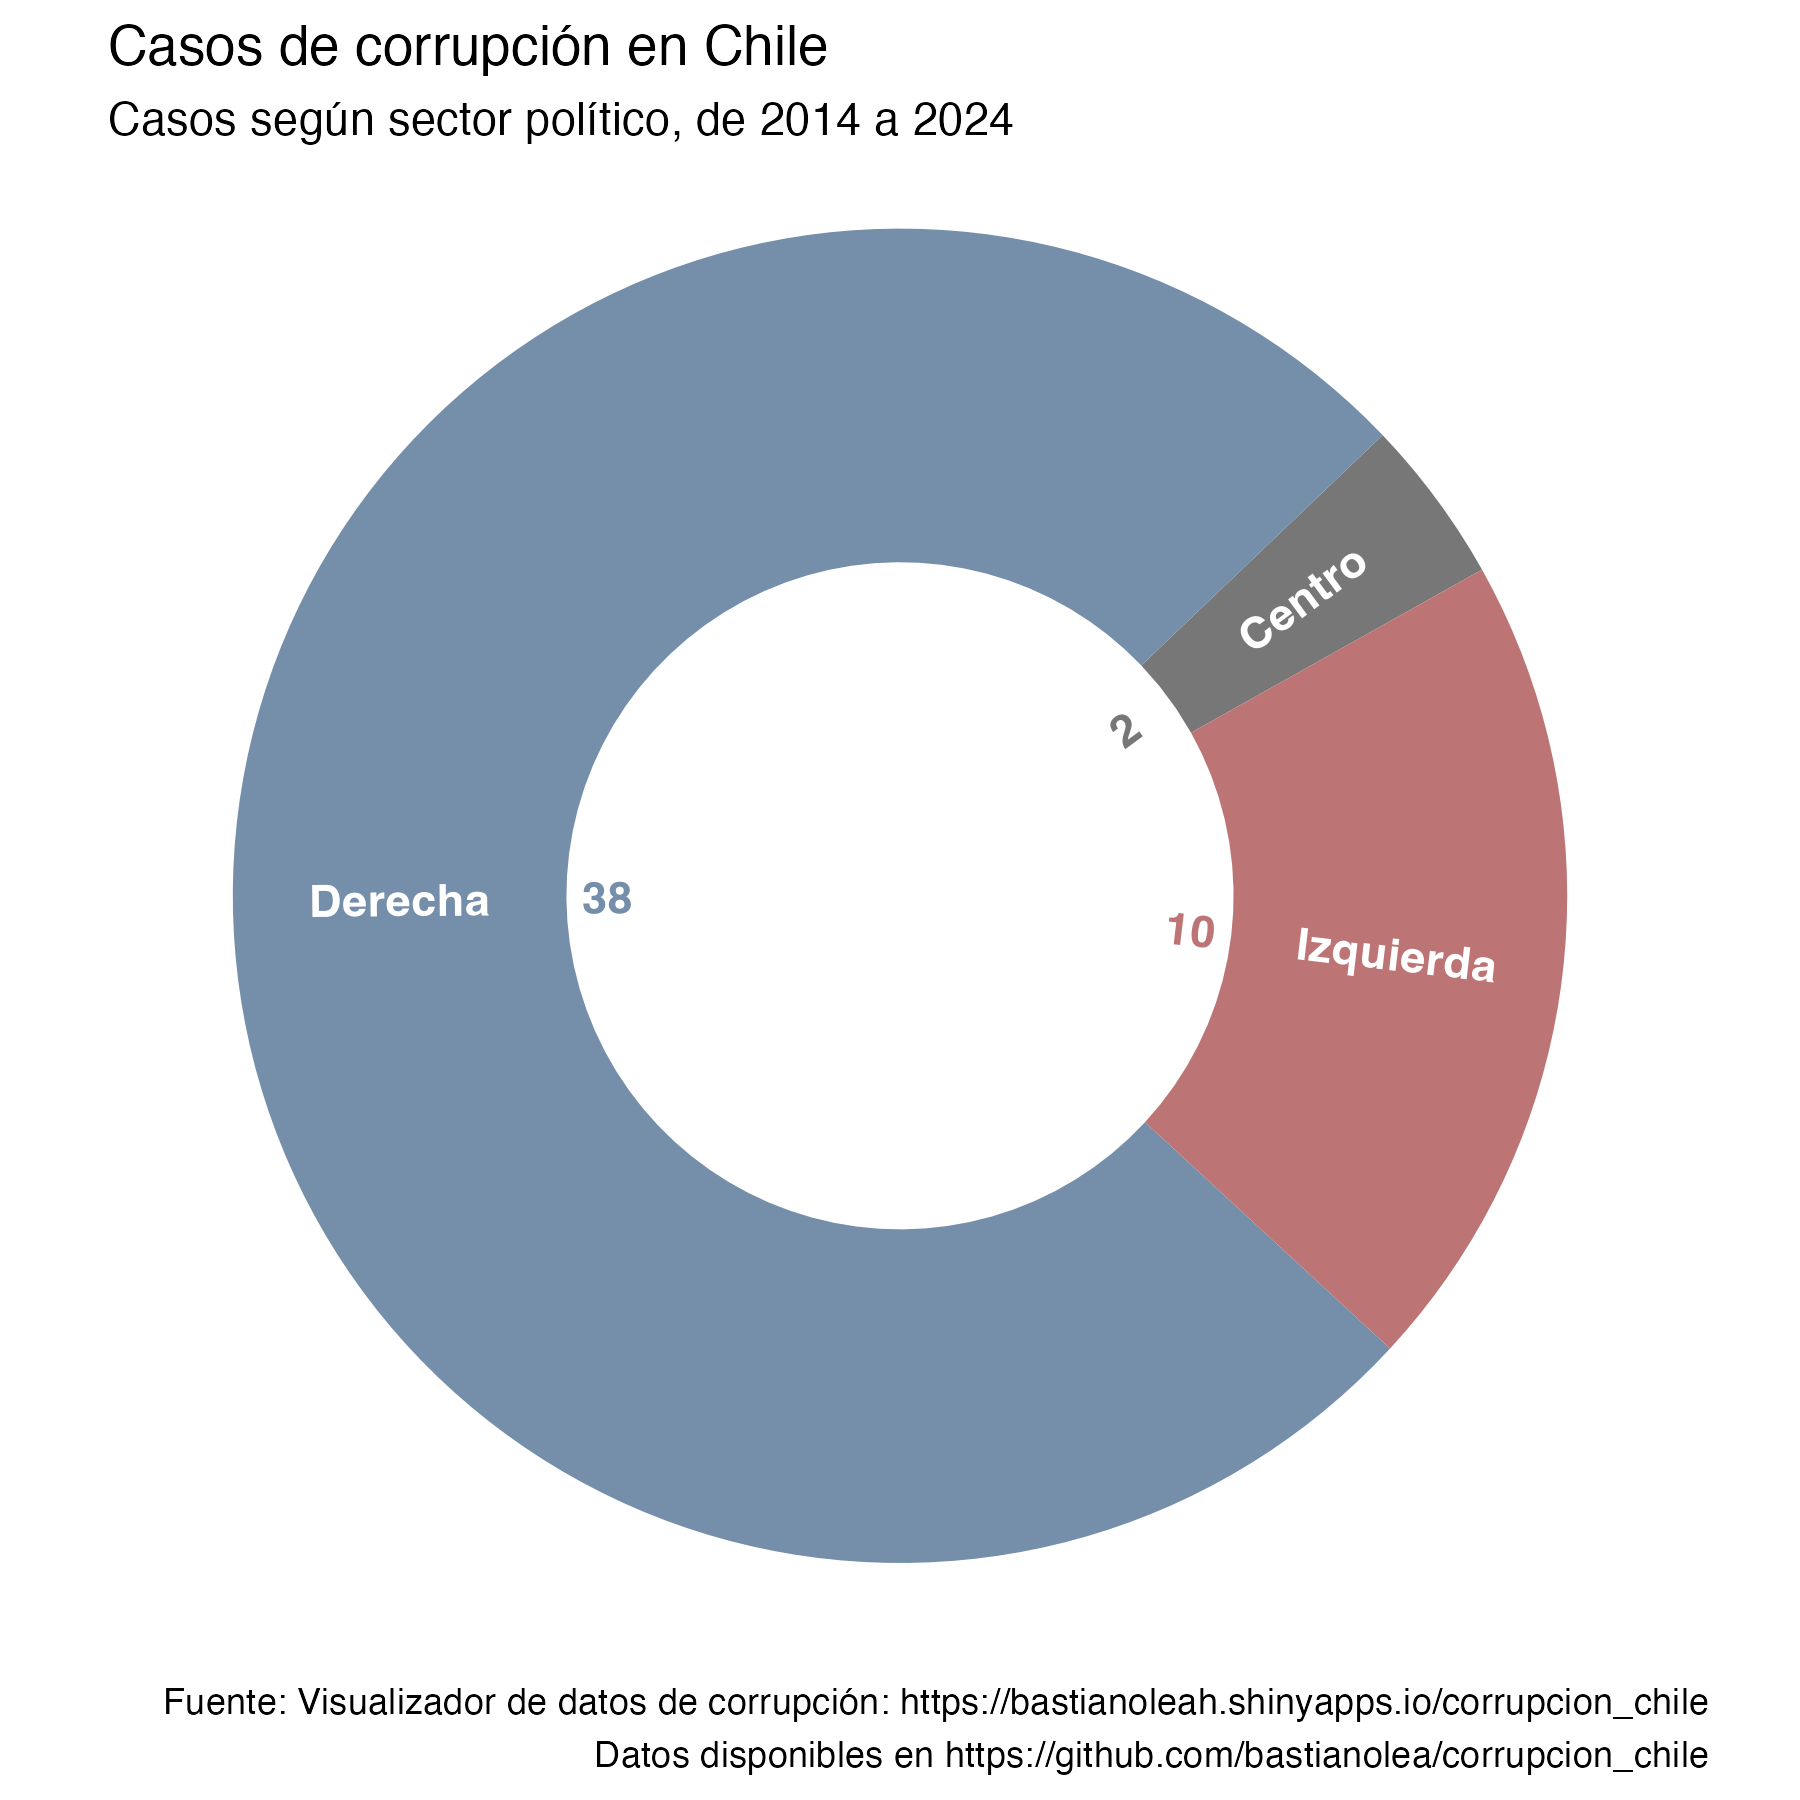 Casos de corrupción en Chile
Casos según sector político, de 2014 a 2024
Centro
2
Derecha
38
10
Izquierda
Fuente: Visualizador de datos de corrupción: https://bastianoleah.shinyapps.io/corrupcion_chile
Datos disponibles en https://github.com/bastianolea/corrupcion_chile